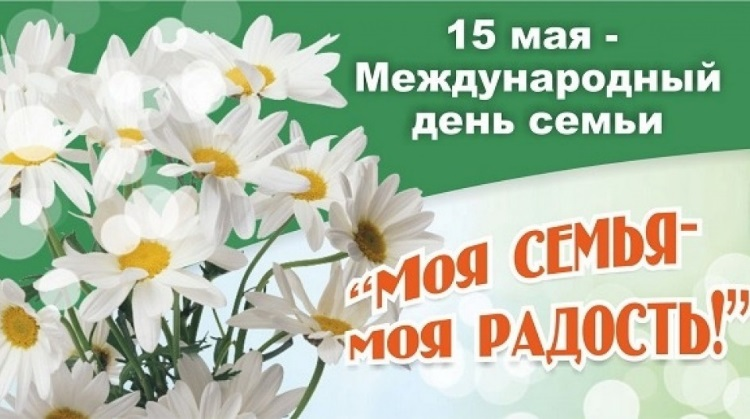 15 мая -
Международный
день семьи
“Моя СЕМЬЯ-
моя РАДОСТЬ!”